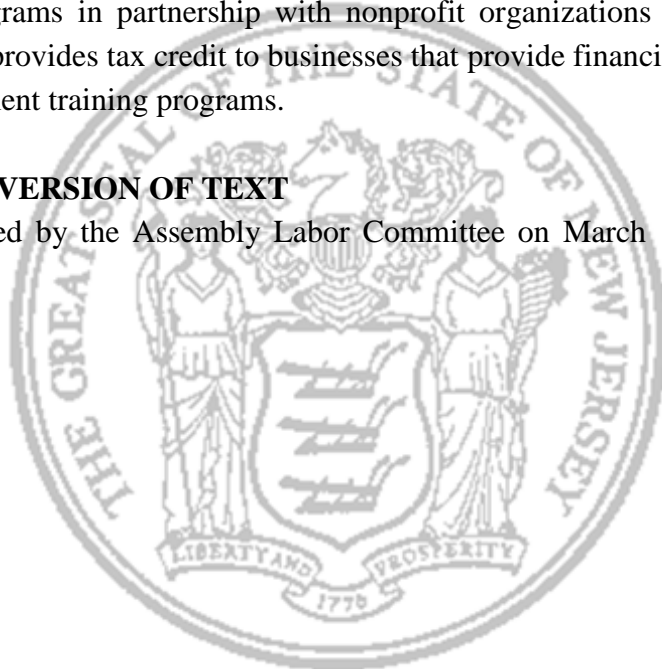 grams in partnership with nonprofit organizations
provides tax credit to businesses that provide financi
ent training programs.
VERSION OF TEXT
ed by the Assembly Labor Committee on March
THE GREAT SEAL OF THE STATE OF NEW JERSEY
LIBERTY AND PROSPERITY
1776